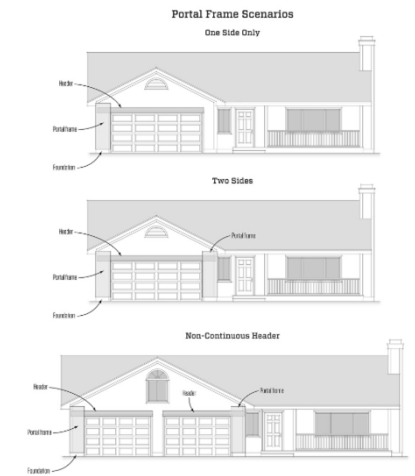 Portal Frame Scenarios
One Side Only
Header
Portal frame
Foundation
Two Sides
Header
Portal frame
Portal frame
Foundation
Non-Continuous Header
Header
Header
Portal frame
Portal frame
Foundation